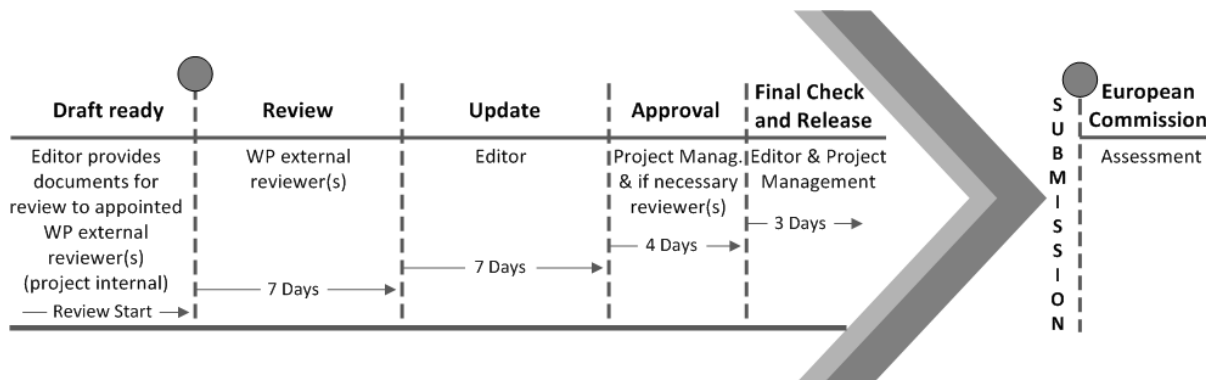 Draft ready
Editor provides
documents for
review to appointed
WP external
reviewer(s)
(project internal)
Review Start
Review
WP external
reviewer(s)
7 Days
Update
Editor
7 Days
Approval
Project Manag.
& if necessary
reviewer(s)
4 Days
Final Check
and Release
Editor & Project
Management
3 Days
SUBMISSION
European
Commission
Assessment